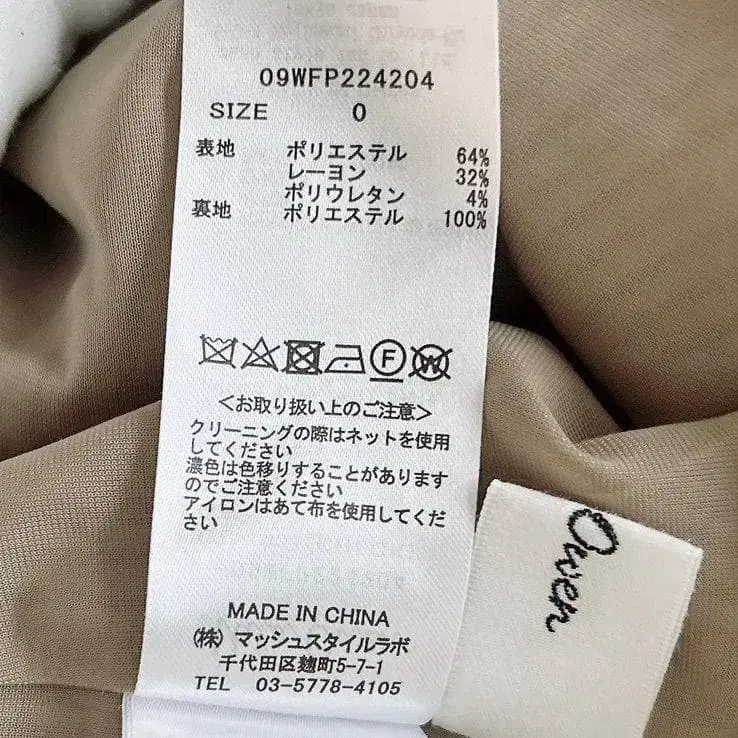 09WFP224204
SIZE 0
表地 ポリエステル 64%
レーヨン 32%
ポリウレタン 4%
裏地 ポリエステル 100%
F W
<お取り扱い上のご注意>
クリーニングの際はネットを使用
してください
濃色は色移りすることがあります
のでご注意ください
アイロンはあて布を使用してくだ
さい
MADE IN CHINA
(株) マッシュスタイルラボ
千代田区麹町5-7-1
TEL 03-5778-4105
Owen